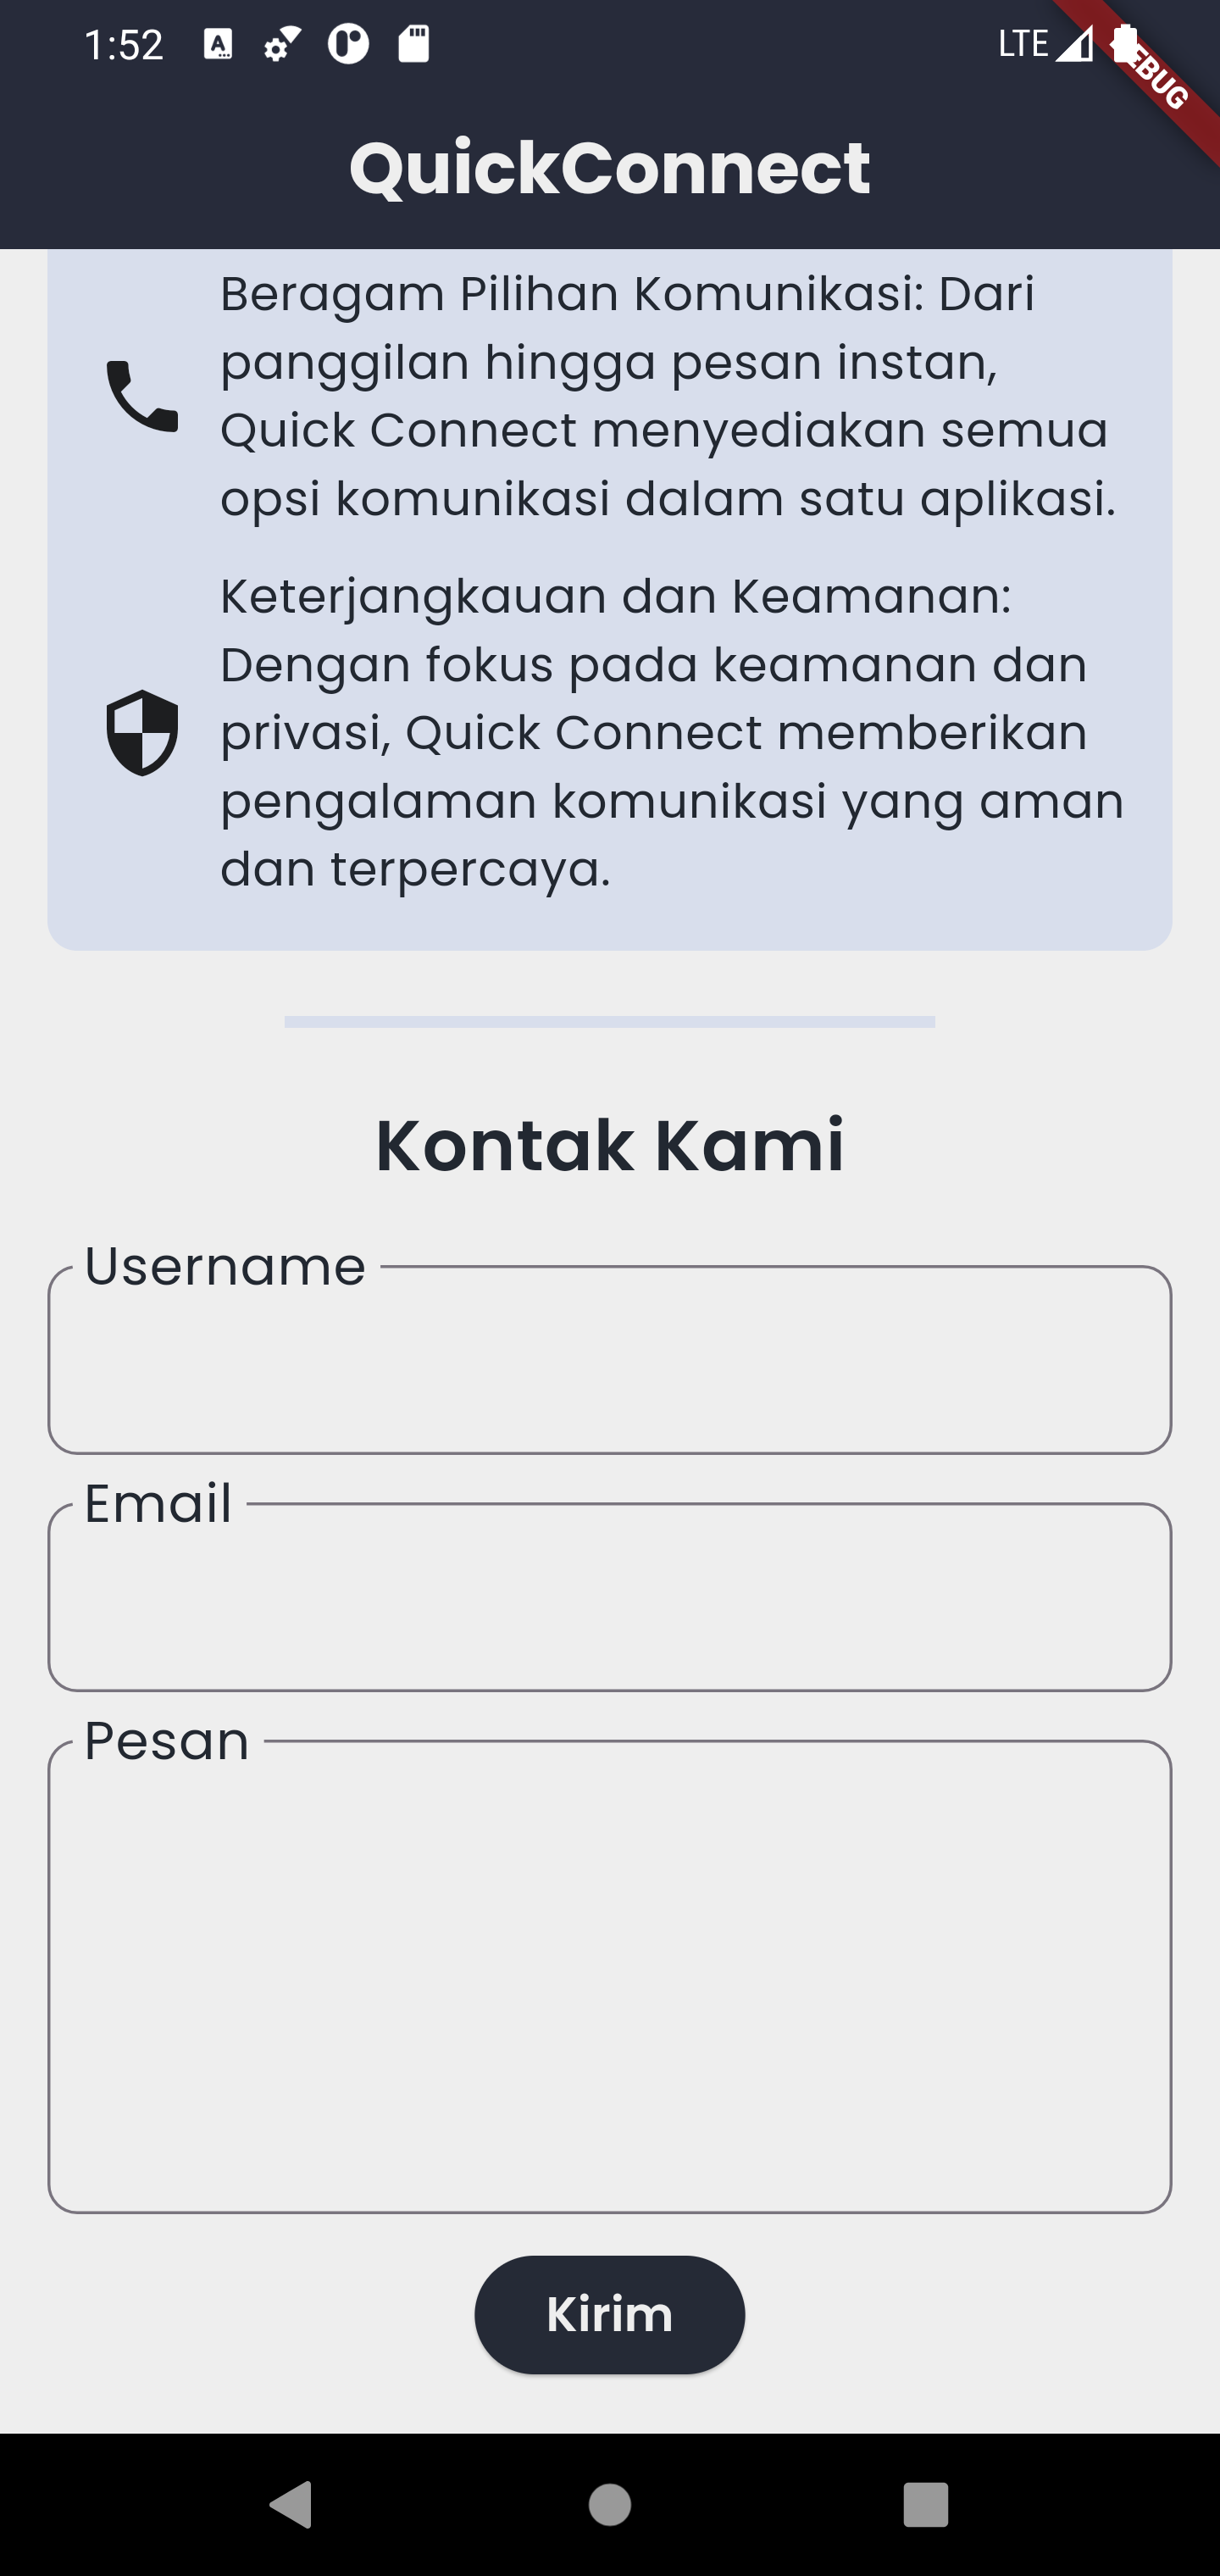 1:52
LTE
DEBUG
QuickConnect
Beragam Pilihan Komunikasi: Dari
panggilan hingga pesan instan,
Quick Connect menyediakan semua
opsi komunikasi dalam satu aplikasi.
Keterjangkauan dan Keamanan:
Dengan fokus pada keamanan dan
privasi, Quick Connect memberikan
pengalaman komunikasi yang aman
dan terpercaya.
Kontak Kami
Username
Email
Pesan
Kirim